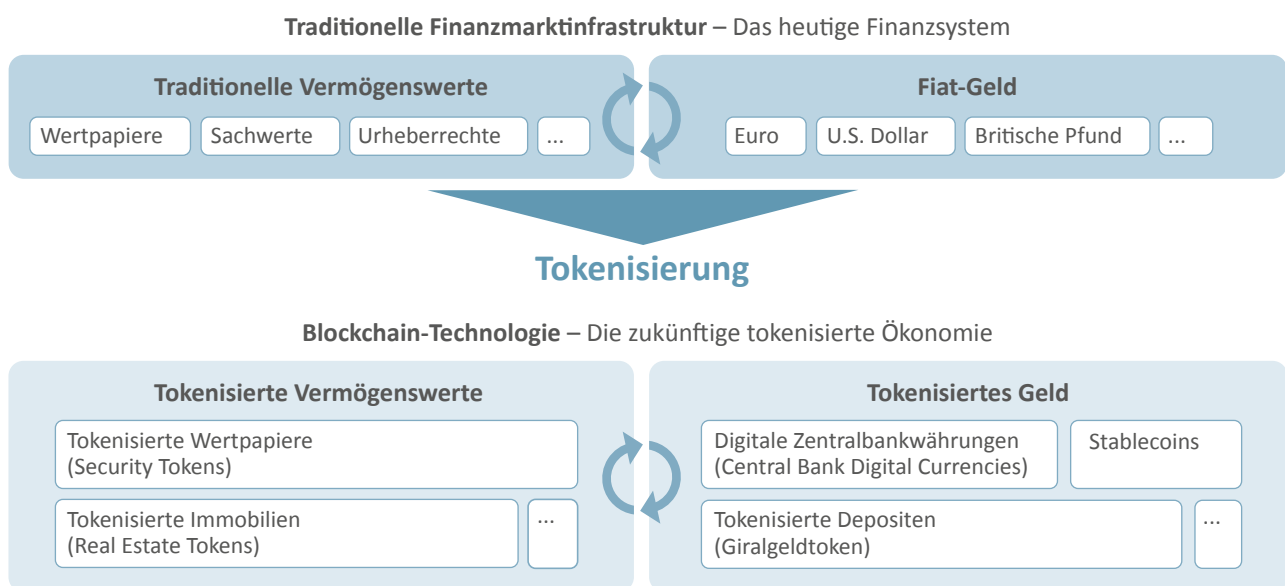 Traditionelle Finanzmarktinfrastruktur – Das heutige Finanzsystem
Traditionelle Vermögenswerte
Wertpapiere
Sachwerte
Urheberrechte
...
Fiat-Geld
Euro
U.S. Dollar
Britische Pfund
...
Tokenisierung
Blockchain-Technologie – Die zukünftige tokenisierte Ökonomie
Tokenisierte Vermögenswerte
Tokenisierte Wertpapiere
(Security Tokens)
Tokenisierte Immobilien
(Real Estate Tokens)
...
Tokenisiertes Geld
Digitale Zentralbankwährungen
(Central Bank Digital Currencies)
Stablecoins
Tokenisierte Depositen
(Giralgeldtoken)
...